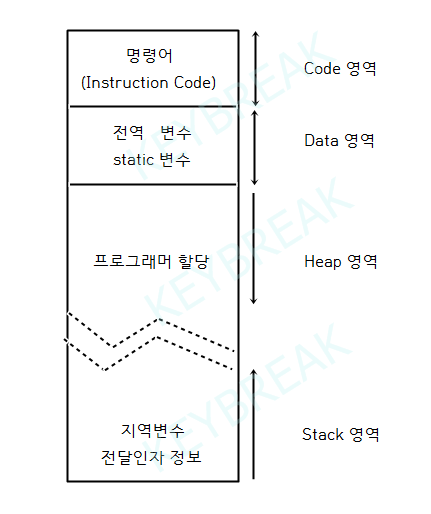 명령어
(Instruction Code)
Code 영역
전역 변수
static 변수
Data 영역
프로그래머 할당
Heap 영역
지역변수
전달인자 정보
Stack 영역
KEYBREAK
KEYBREAK
KEYBREAK